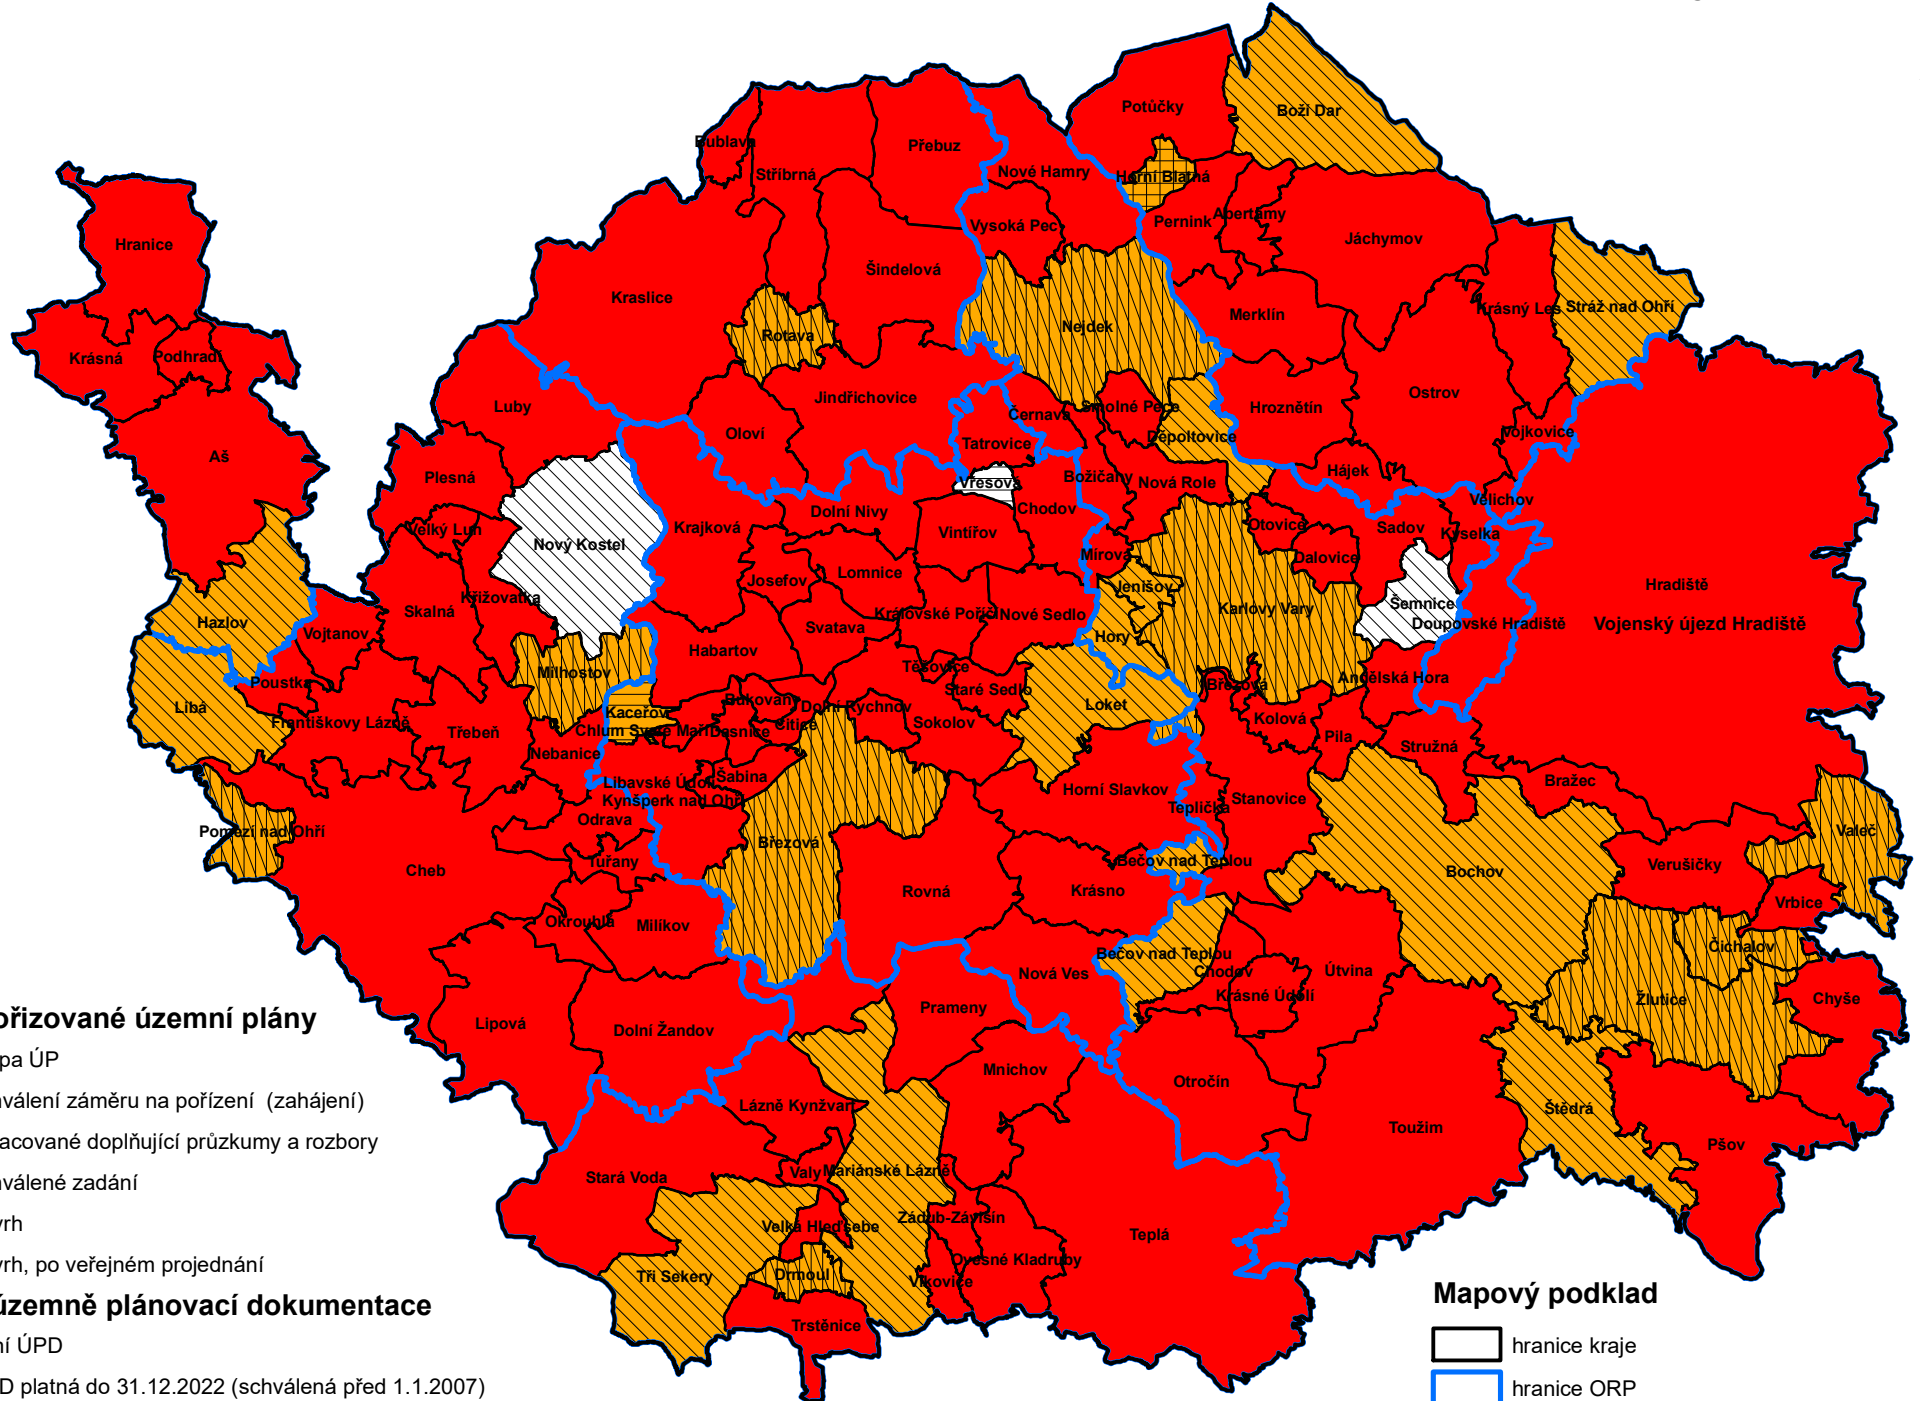 Boží Dar
Potůčky
Bublava
Přebuz
Stříbrná
Nové Hamry
Horní Blatná
Vysoká Pec
Pernink
Abertamy
Jáchymov
Hranice
Šindelová
Kraslice
Krásný Les
Stráž nad Ohří
Merklín
Nejdek
Rotava
Krásná
Podhradí
Ostrov
Jindřichovice
Luby
Hroznětín
Smolné Pece
Černava
Děpoltovice
Vojkovice
Oloví
Tatrovice
Aš
Hájek
Plesná
Božičany
Nová Role
Vřesová
Velichov
Chodov
Dolní Nivy
Velký Luh
Krajková
Vintířov
Otovice
Sadov
Kyselka
Nový Kostel
Mírová
Dalovice
Lomnice
Josefov
Jenišov
Hradiště
Křižovatka
Skalná
Šemnice
Karlovy Vary
Královské Poříčí
Nové Sedlo
Hazlov
Vojtanov
Svatava
Doupovské Hradiště
Vojenský újezd Hradiště
Hory
Habartov
Těšovice
Milhostov
Poustka
Staré Sedlo
Březová
Andělská Hora
Libá
Bukovany
Dolní Rychnov
Loket
Kaceřov
Františkovy Lázně
Citice
Sokolov
Kolová
Třebeň
Chlum Svaté Maří
Dasnice
Pila
Stružná
Nebanice
Šabina
Bražec
Libavské Údolí
Horní Slavkov
Kynšperk nad Ohří
Teplička
Stanovice
Odrava
Pomezí nad Ohří
Březová
Valeč
Tuřany
Bečov nad Teplou
Verušičky
Cheb
Bochov
Rovná
Krásno
Vrbice
Okrouhlá
Milíkov
Čichalov
Bečov nad Teplou
Nová Ves
Chodov
Útvina
Krásné Údolí
Žlutice
Chyše
Prameny
ořizované územní plány
Lipová
Dolní Žandov
pa ÚP
Mnichov
Otročín
hválení záměru na pořízení (zahájení)
Lázně Kynžvart
Štědrá
Toužim
racované doplňující průzkumy a rozbory
Pšov
Valy
Mariánské Lázně
Stará Voda
hválené zadání
Zádub-Závišín
Velká Hleďsebe
vrh
Teplá
Ovesné Kladruby
vrh, po veřejném projednání
Tři Sekery
Drmoul
Vlkovice
Mapový podklad
územně plánovací dokumentace
Trstěnice
ní ÚPD
hranice kraje
D platná do 31.12.2022 (schválená před 1.1.2007)
hranice ORP